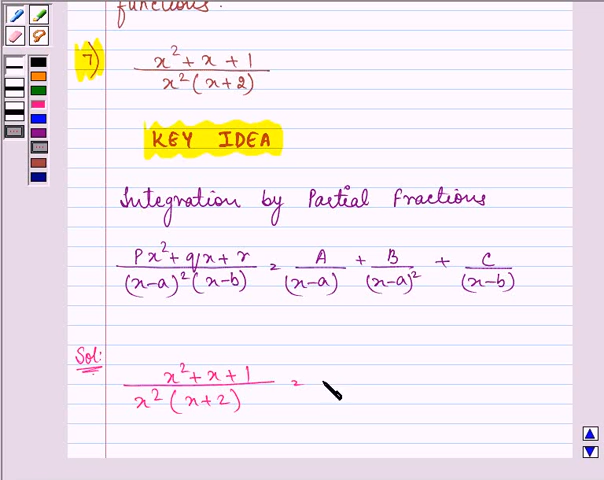 functions.
7) x² + x + 1 / x² (x+2)
KEY IDEA
Integration by Partial Fractions
Px² + qx + r / (x-a)² (x-b) = A / (x-a) + B / (x-a)² + C / (x-b)
Sol:
x² + x + 1 / x² (x+2) =